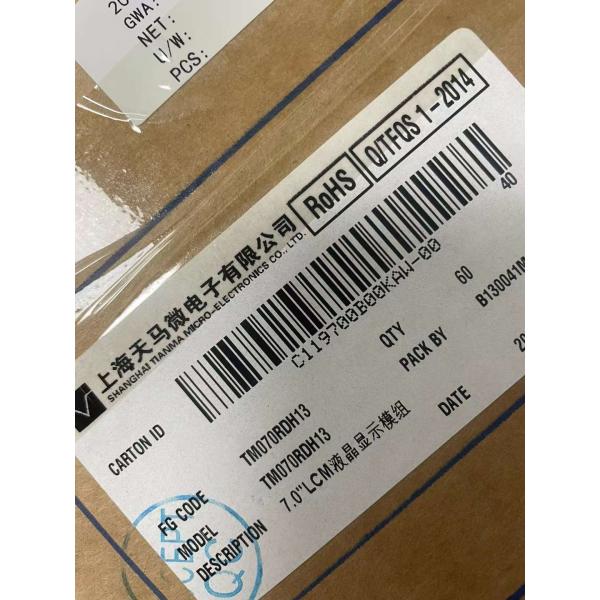 GWA:
NET:
U/W:
PCS:
上海天马微电子有限公司
SHANGHAI TIANMA MICRO-ELECTRONICS CO., LTD.
RoHS
Q/TFQS 1-2014
CARTON ID
C119700B00KAW-00
40
FG CODE
TM070RDH13
QTY
60
MODEL
TM070RDH13
PACK BY
B130041
DESCRIPTION
7.0"LCM液晶显示模组
DATE
20